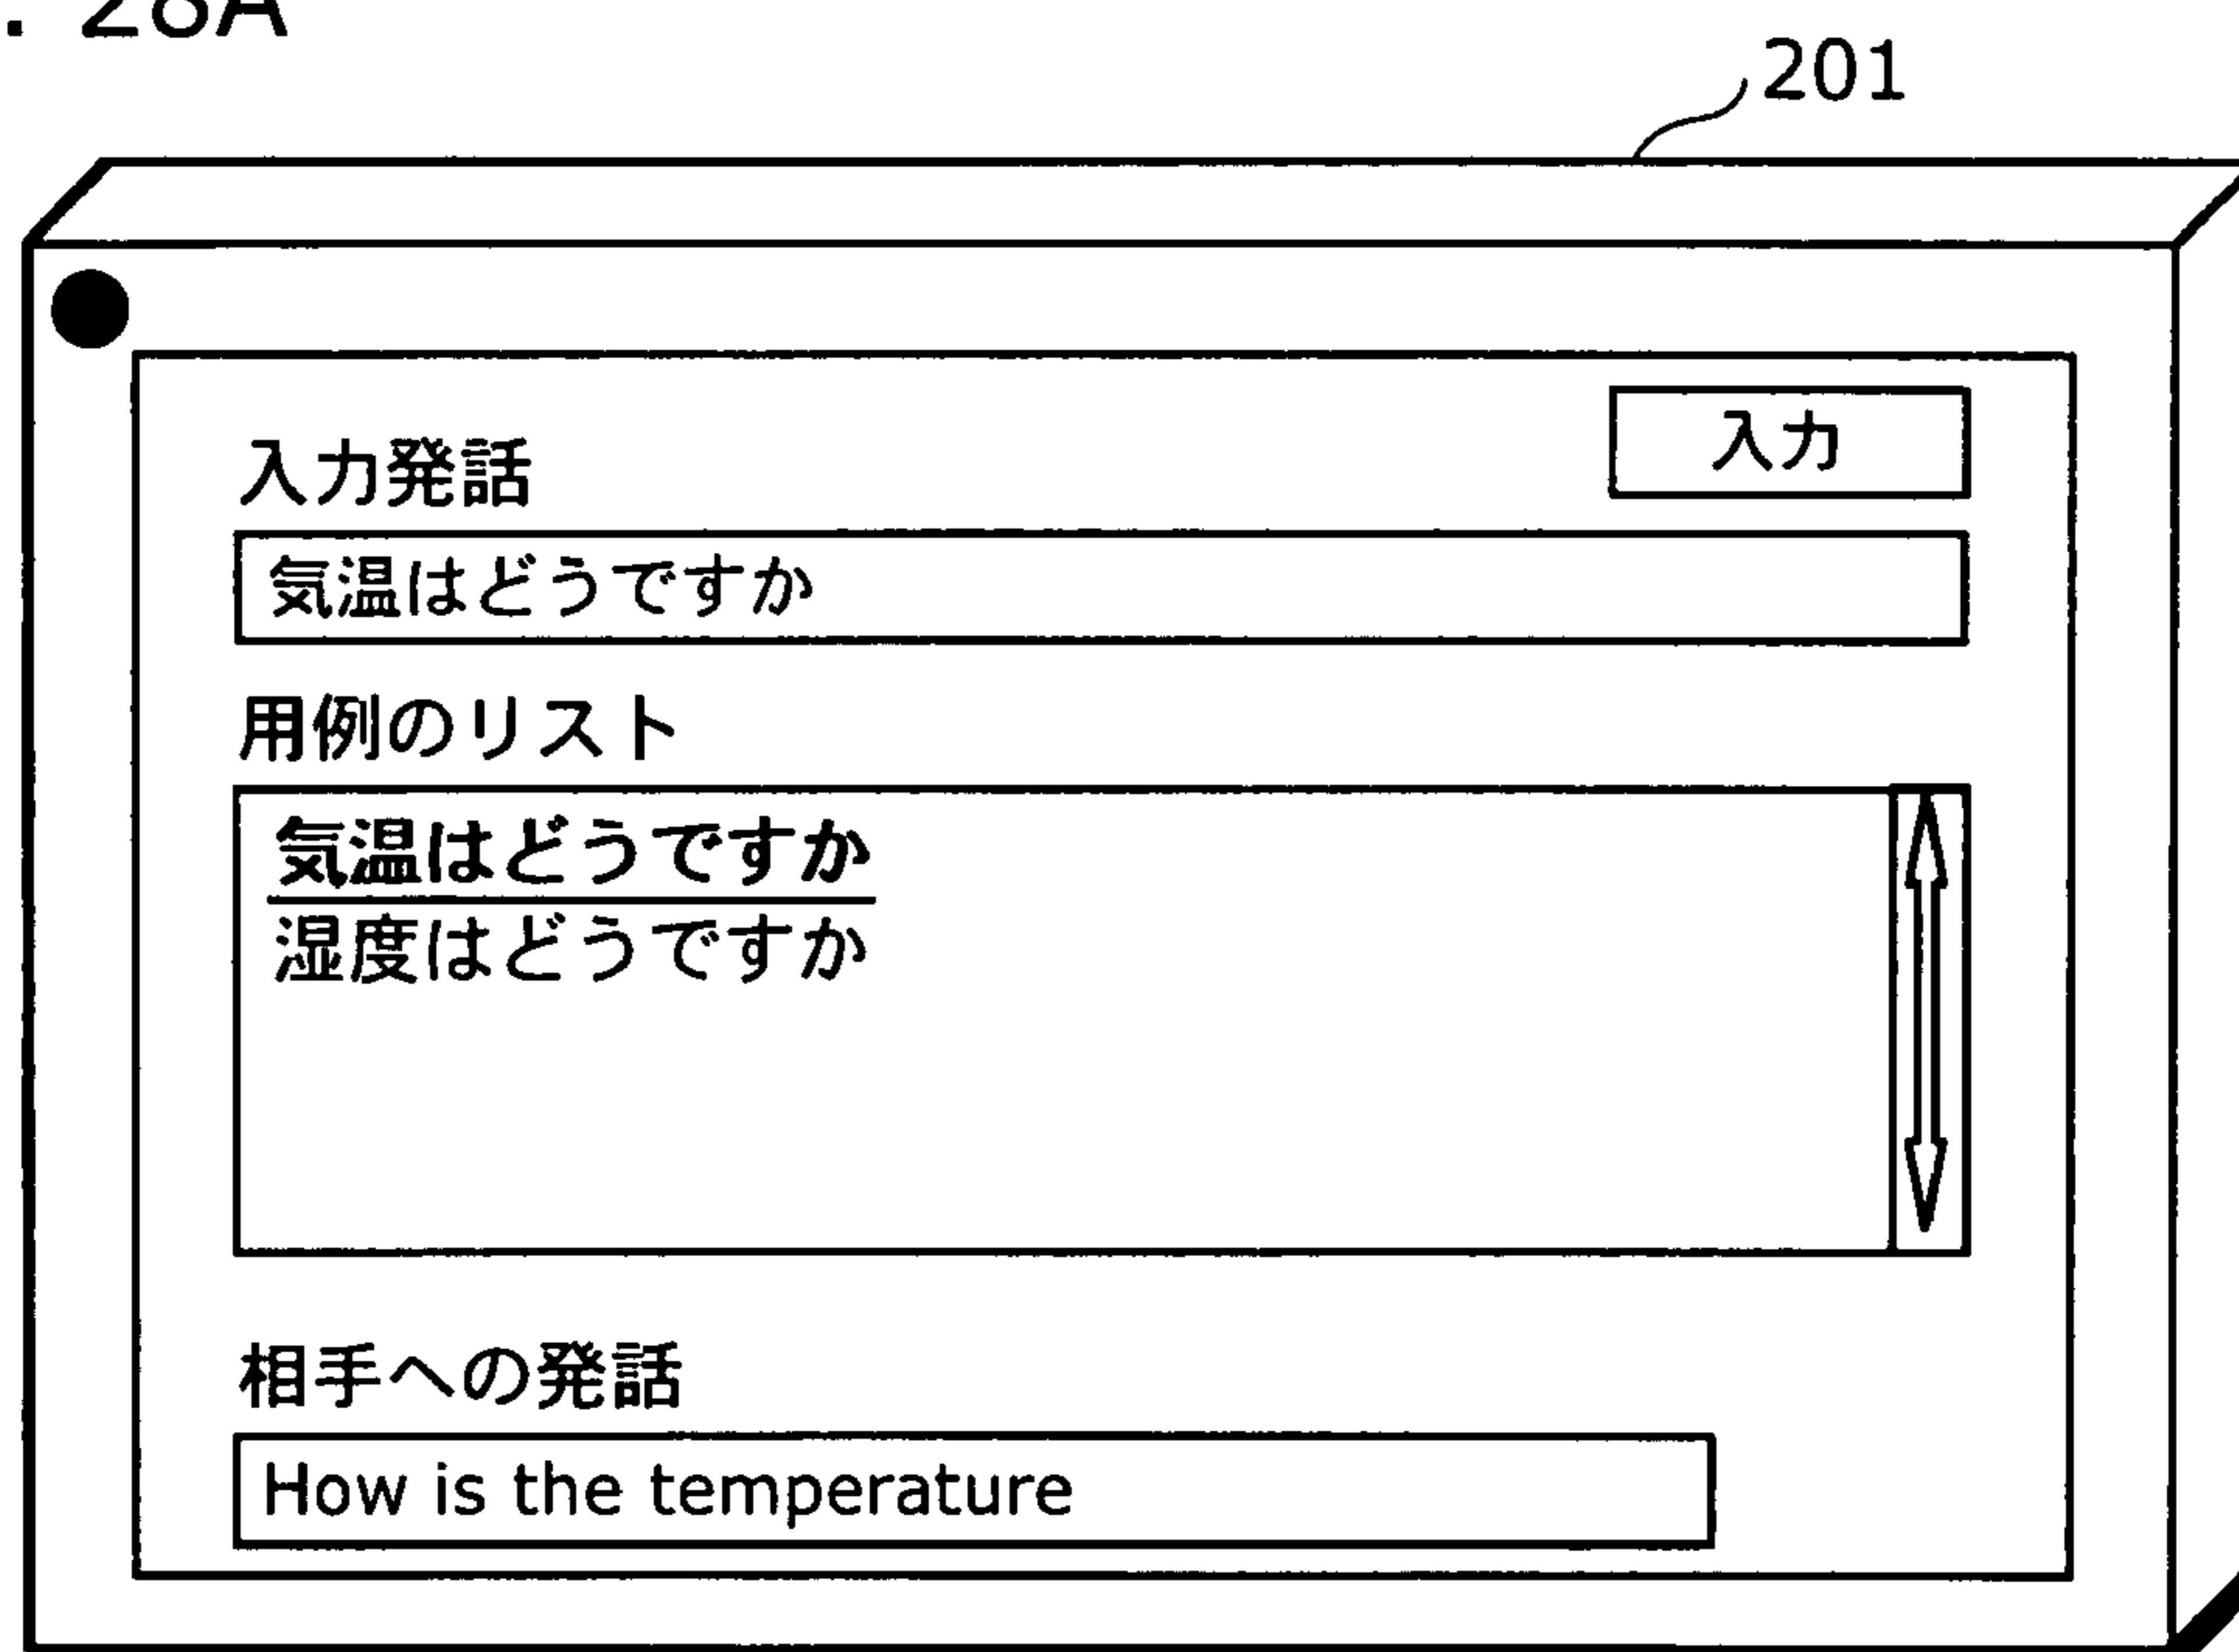 . 28A
201
入力
入力発話
気温はどうですか
用例のリスト
気温はどうですか
湿度はどうですか
相手への発話
How is the temperature